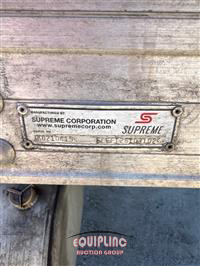 MANUFACTURED BY
SUPREME CORPORATION
www.supremecorp.com
SUPREME
EQUIPLINC
AUCTION GROUP